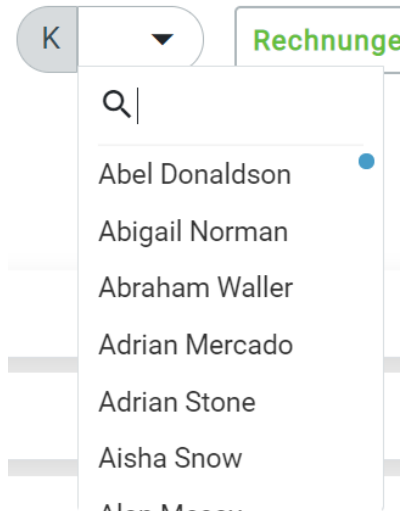 K
Rechnunge
Abel Donaldson
Abigail Norman
Abraham Waller
Adrian Mercado
Adrian Stone
Aisha Snow